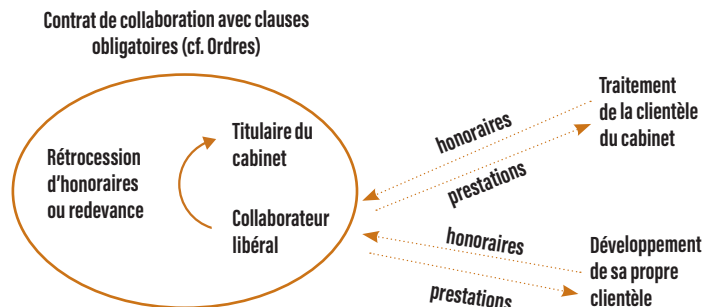 Contrat de collaboration avec clauses
obligatoires (cf. Ordres)
Rétrocession
d'honoraires
ou redevance
Titulaire du
cabinet
Collaborateur
libéral
honoraires
prestations
Traitement
de la clientèle
du cabinet
honoraires
prestations
Développement
de sa propre
clientèle